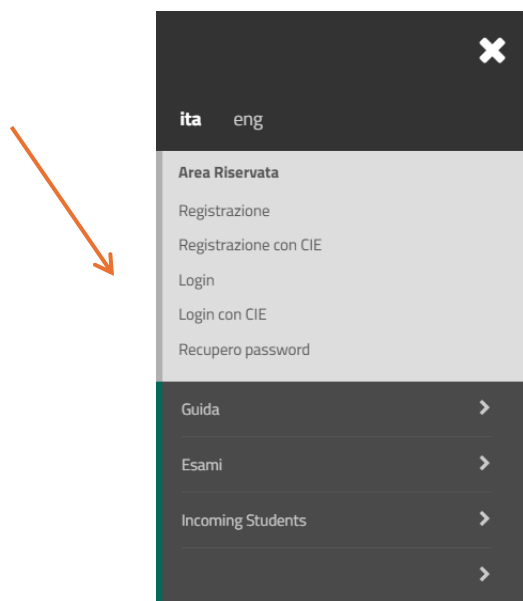 ita eng
Area Riservata
Registrazione
Registrazione con CIE
Login
Login con CIE
Recupero password
Guida
Esami
Incoming Students